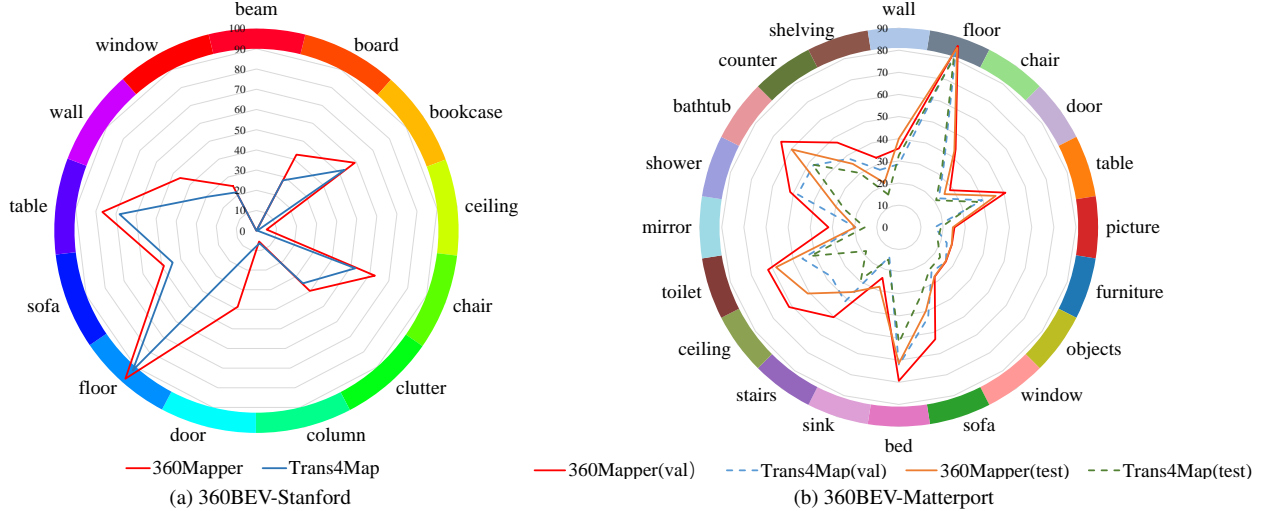 beam
board
bookcase
ceiling
chair
clutter
column
door
floor
sofa
table
wall
window
100
90
80
70
60
50
40
30
20
10
0
360Mapper
Trans4Map
(a) 360BEV-Stanford
wall
floor
chair
door
table
picture
furniture
objects
window
sofa
bed
sink
stairs
ceiling
toilet
mirror
shower
bathtub
counter
shelving
90
80
70
60
50
40
30
20
10
0
360Mapper(val)
Trans4Map(val)
360Mapper(test)
Trans4Map(test)
(b) 360BEV-Matterport